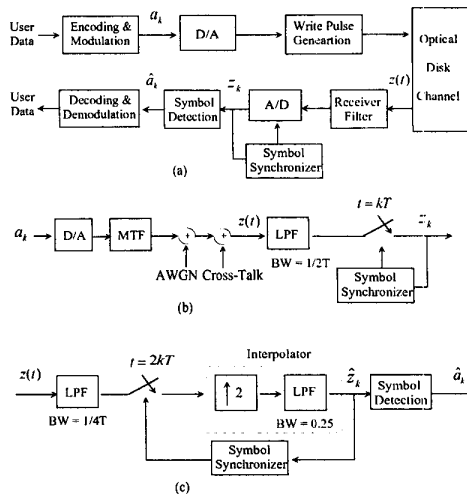 User Data
Encoding & Modulation
a_k
D/A
Write Pulse Geneartion
Optical Disk Channel
User Data
Decoding & Demodulation
â_k
Symbol Detection
z_k
A/D
Receiver Filter
z(t)
Symbol Synchronizer
(a)
a_k
D/A
MTF
+
+
z(t)
LPF
t = kT
z_k
AWGN Cross-Talk
BW = 1/2T
Symbol Synchronizer
(b)
z(t)
LPF
t = 2kT
Interpolator
↑ 2
LPF
ẑ_k
Symbol Detection
â_k
BW = 1/4T
BW = 0.25
Symbol Synchronizer
(c)